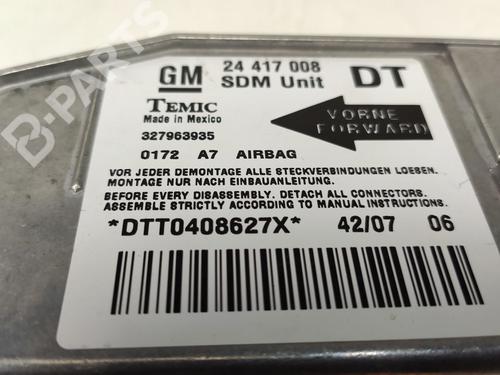 B-PARTS
GM
24 417 008
SDM Unit
DT
TEMIC
Made in Mexico
327963935
VORNE
FORWARD
0172 A7 AIRBAG
VOR JEDER DEMONTAGE ALLE STECKVERBINDUNGEN LOESEN.
MONTAGE NUR NACH EINBAUANLEITUNG.
BEFORE EVERY DISASSEMBLY, DETACH ALL CONNECTORS.
ASSEMBLE STRICTLY ACCORDING TO MANUAL INSTRUCTIONS.
*DTT0408627X* 42/07 06
B-PARTS